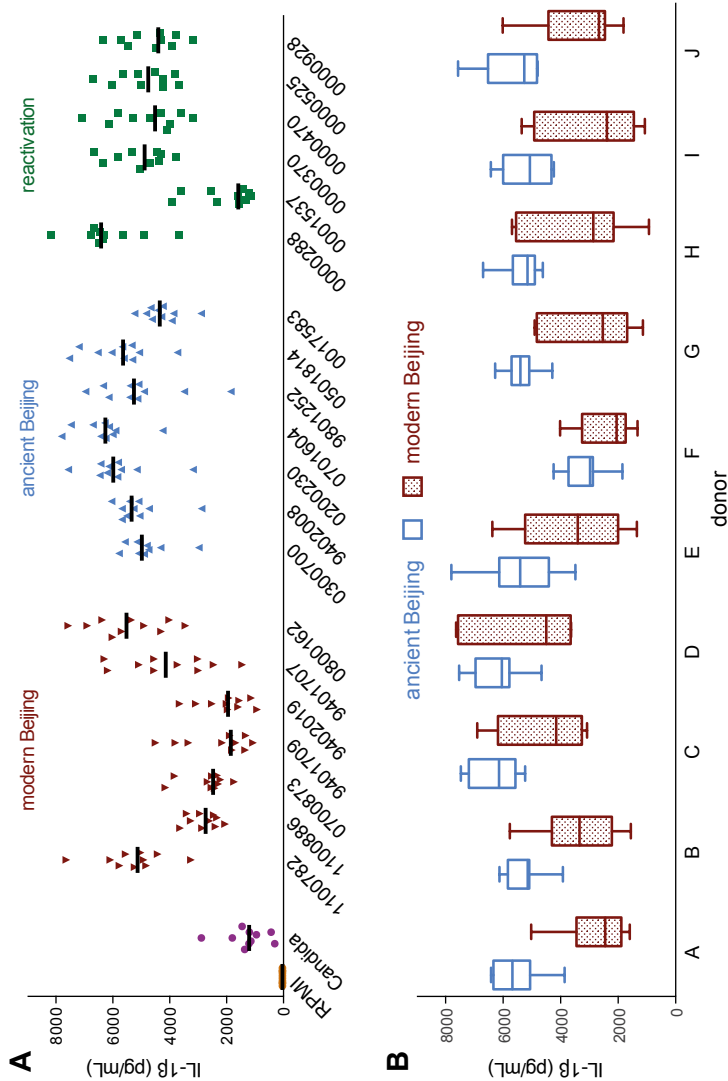 A
modern Beijing
ancient Beijing
reactivation
IL-1β (pg/mL)
8000
6000
4000
2000
0
RPMI
Candida
1100782
1100886
0700873
9401709
9402019
9401707
0800162
0300700
9402008
0200230
0701604
9801252
0501814
0017583
0000288
0001537
0000370
0000470
0000525
0000928
B
ancient Beijing modern Beijing
IL-1β (pg/mL)
8000
6000
4000
2000
0
A B C D E F G H I J
donor